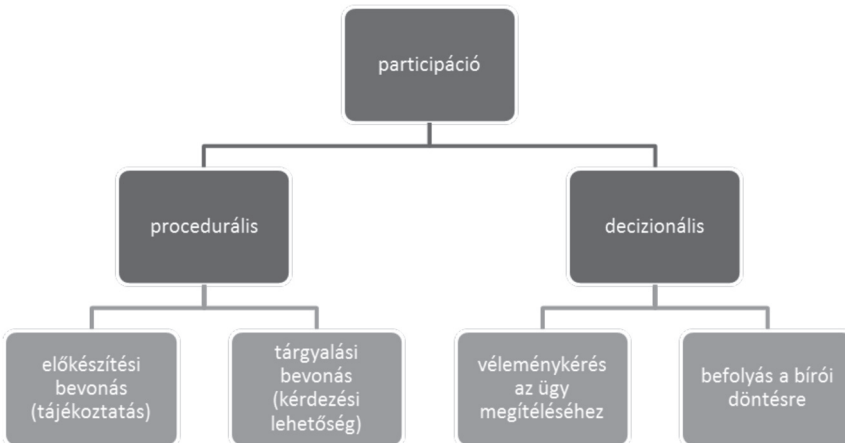 participáció
procedurális
decizionális
előkészítési
bevonás
(tájékoztatás)
tárgyalási
bevonás
(kérdezési
lehetőség)
véleménykérés
az ügy
megítéléséhez
befolyás a bírói
döntésre